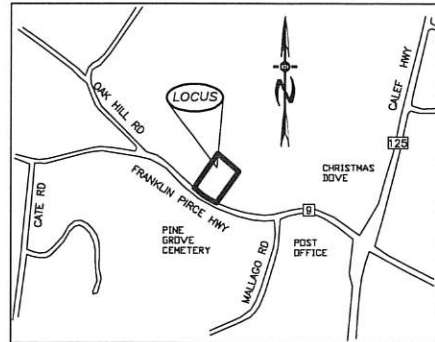 OAK HILL RD
LOCUS
N
CALEF HWY
125
CHRISTMAS
DOVE
FRANKLIN PIRCE HWY
CATE RD
9
PINE
GROVE
CEMETERY
MALLAGO RD
POST
OFFICE